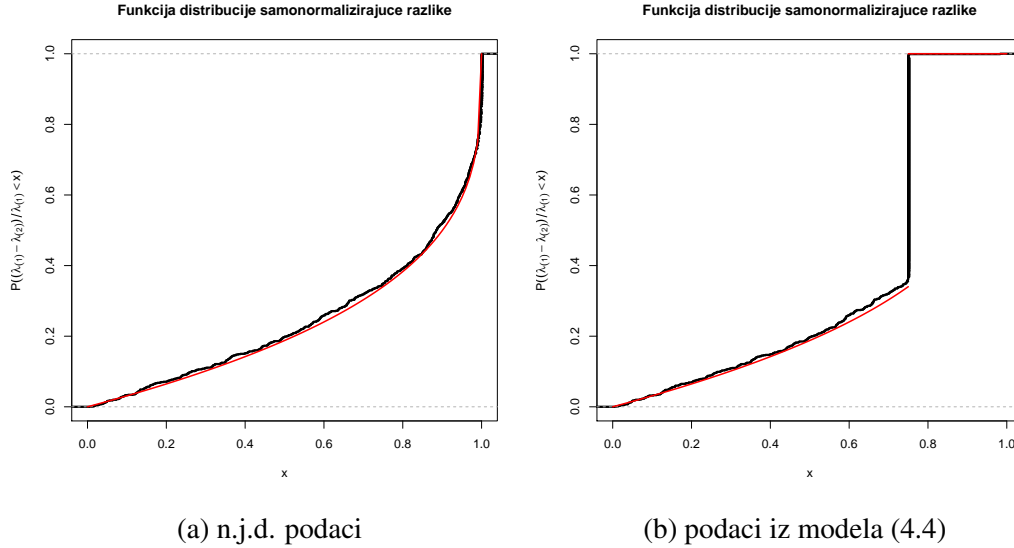 Funkcija distribucije samonormalizirajuce razlike
P((λ(1) − λ(2))/λ(1) < x)
1.0
0.8
0.6
0.4
0.2
0.0
0.0 0.2 0.4 0.6 0.8 1.0
x
(a) n.j.d. podaci
Funkcija distribucije samonormalizirajuce razlike
P((λ(1) − λ(2))/λ(1) < x)
1.0
0.8
0.6
0.4
0.2
0.0
0.0 0.2 0.4 0.6 0.8 1.0
x
(b) podaci iz modela (4.4)